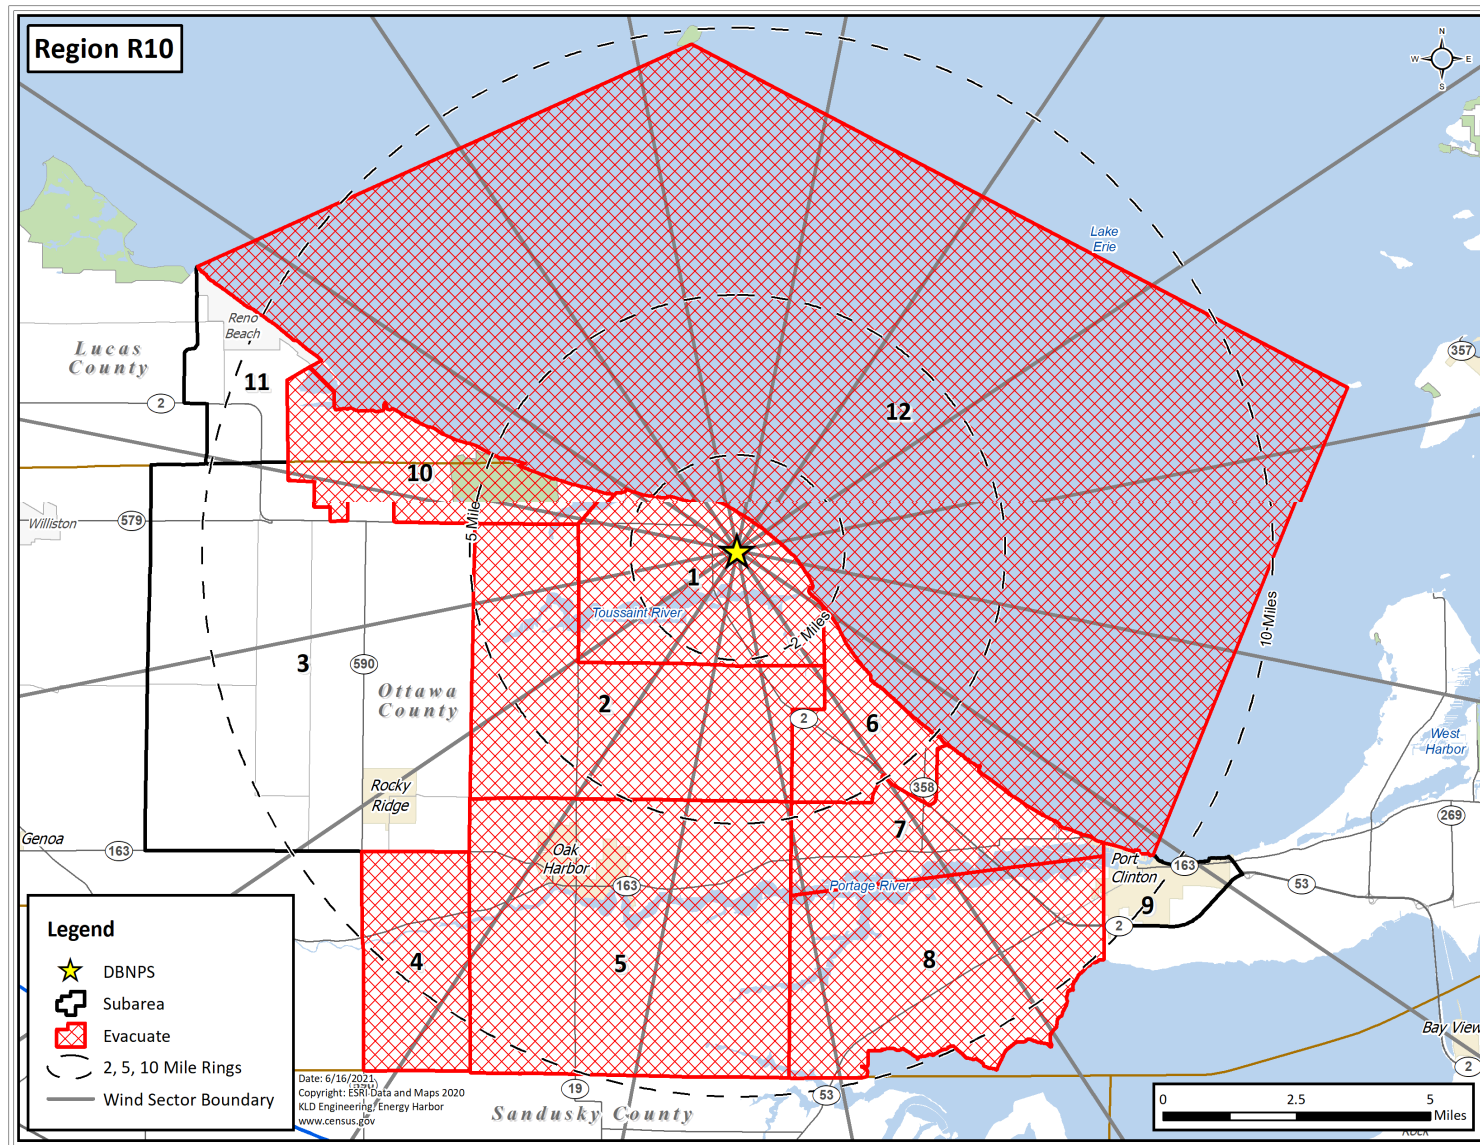 Region R10
N
W
E
S
Lake
Erie
357
12
Reno
Beach
Lucas
County
11
2
10
Williston
579
5 Mile
1
Toussaint River
2 Miles
10 Miles
3
590
Ottawa
County
2
2
6
West
Harbor
Rocky
Ridge
358
7
269
Genoa
163
Oak
Harbor
163
Portage River
Port
Clinton
163
53
9
2
4
5
8
Bay View
2
Legend
DBNPS
Subarea
Evacuate
2, 5, 10 Mile Rings
Wind Sector Boundary
Date: 6/16/2021
Copyright: ESRI Data and Maps 2020
KLD Engineering, Energy Harbor
www.census.gov
19
53
Sandusky County
0
2.5
5
Miles